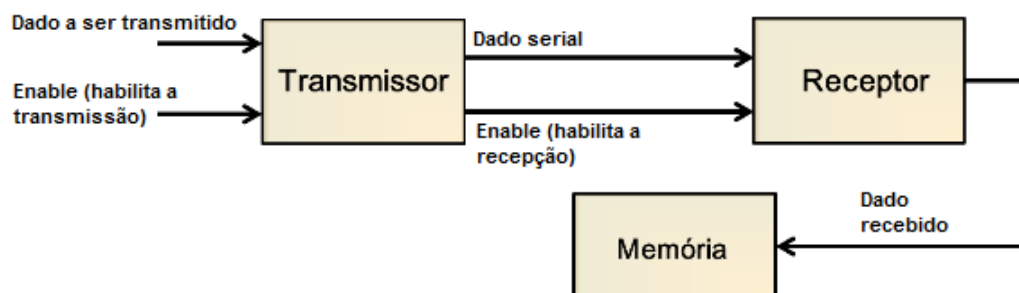 Dado a ser transmitido
Enable (habilita a
transmissão)
Transmissor
Dado serial
Enable (habilita a
recepção)
Receptor
Dado
recebido
Memória